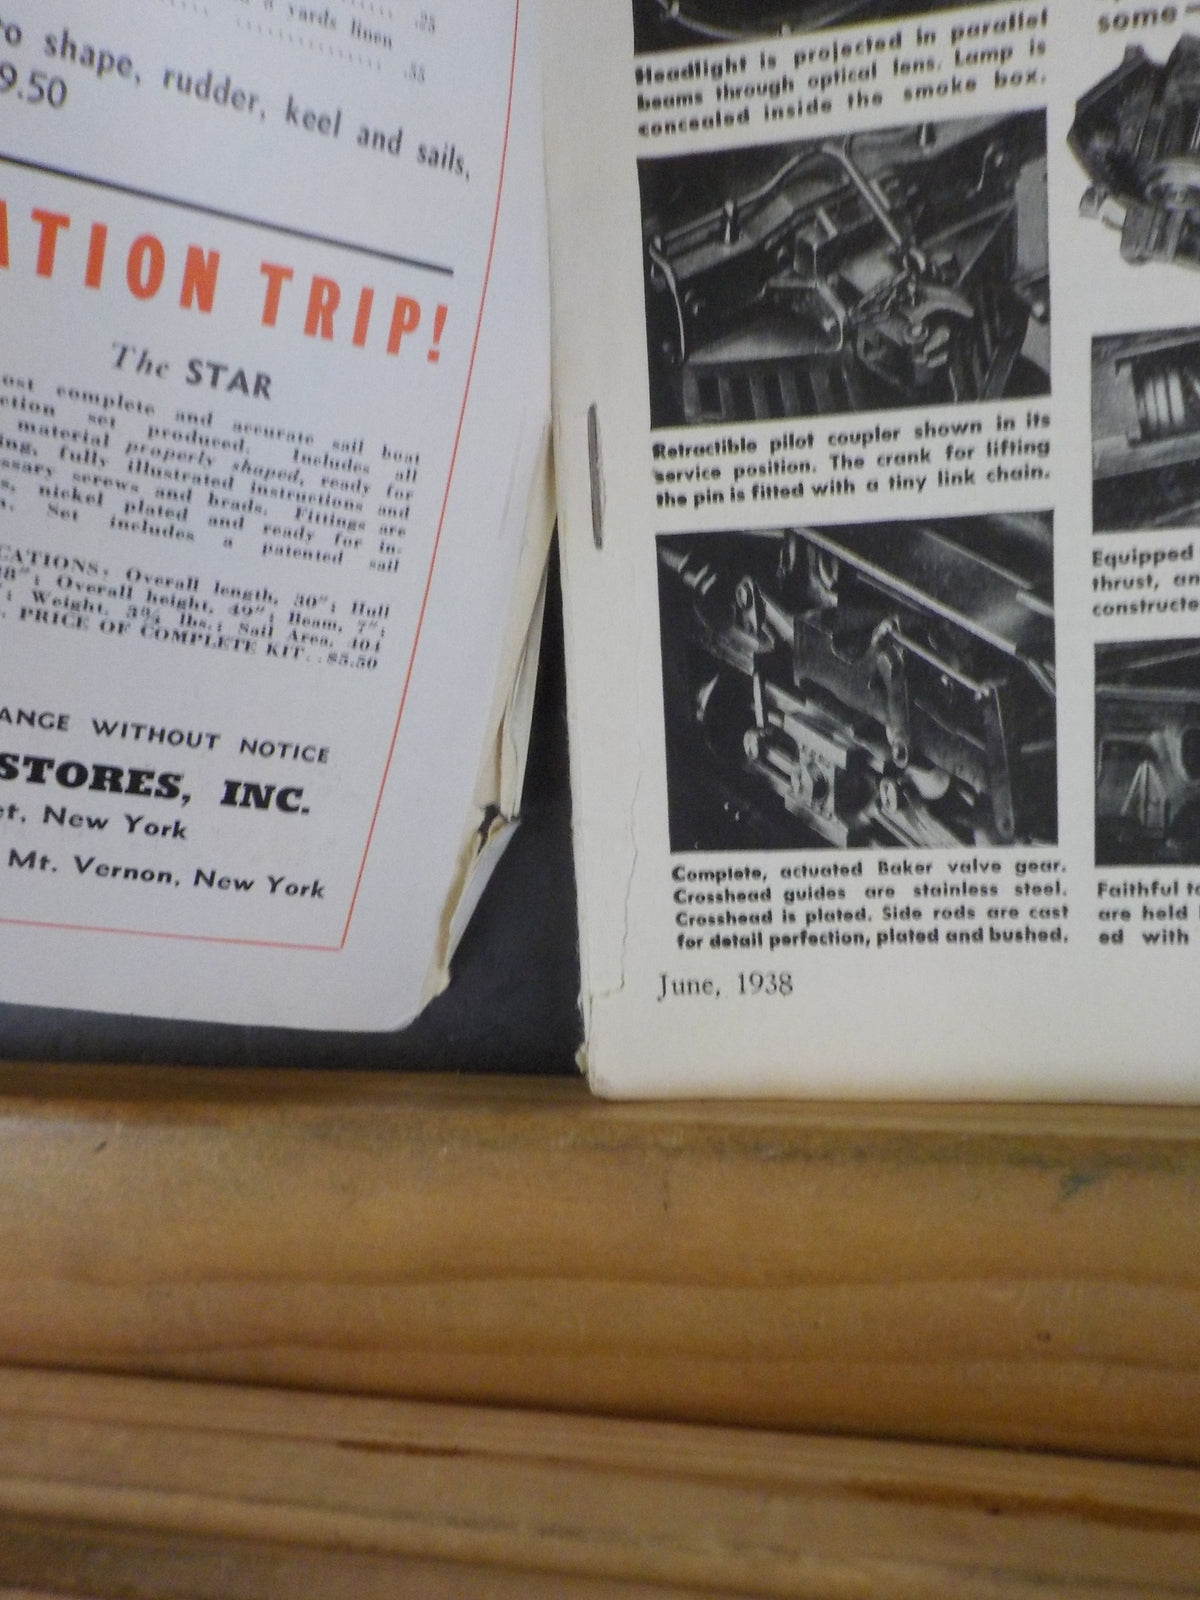 8 yards linen .25
.55
to shape, rudder, keel and sails,
9.50
ATION TRIP!
The STAR
ost complete and accurate sail boat
ction set produced. Includes all
material properly shaped, ready for
ing, fully illustrated instructions and
essary screws and brads. Fittings are
s, nickel plated and ready for in-
Set includes a patented sail
CATIONS: Overall length, 30"; Hull
28"; Overall height, 49"; Beam, 7";
"; Weight, 3¾ lbs.; Sail Area, 404
PRICE OF COMPLETE KIT. . $5.50
ANGE WITHOUT NOTICE
STORES, INC.
et, New York
Mt. Vernon, New York
Headlight is projected in parallel
beams through optical lens. Lamp is
concealed inside the smoke box.
Retractible pilot coupler shown in its
service position. The crank for lifting
the pin is fitted with a tiny link chain.
Complete, actuated Baker valve gear.
Crosshead guides are stainless steel.
Crosshead is plated. Side rods are cast
for detail perfection, plated and bushed.
June, 1938
some—
Equipped
thrust, an
constructe
Faithful to
are held
ed with